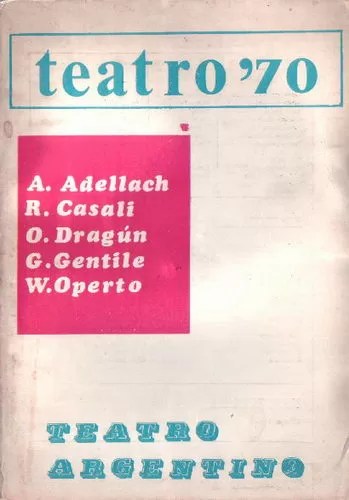 teatro '70
A. Adellach
R. Casali
O. Dragún
G. Gentile
W. Operto
TEATRO
ARGENTINO